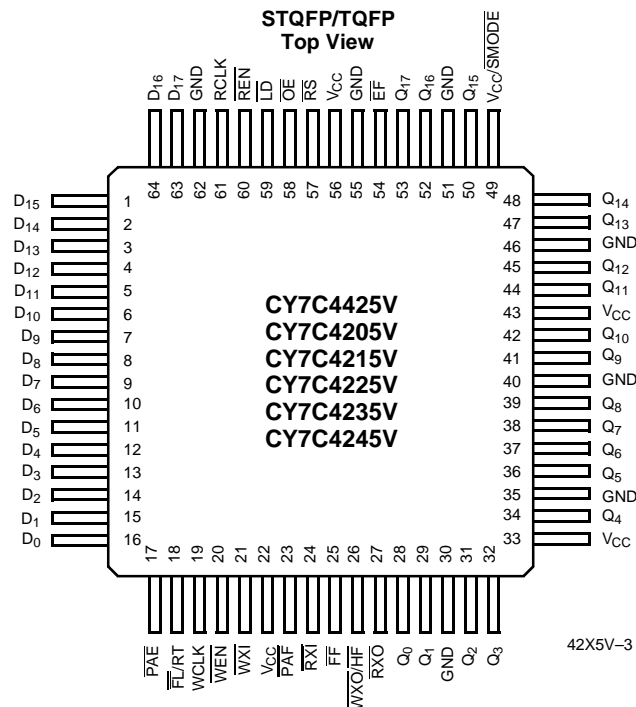 STQFP/TQFP
Top View
D16
D17
GND
RCLK
REN
LD
OE
RS
VCC
GND
EF
Q17
Q16
GND
Q15
VCC/SMODE
64
63
62
61
60
59
58
57
56
55
54
53
52
51
50
49
D15 1
D14 2
D13 3
D12 4
D11 5
D10 6
D9 7
D8 8
D7 9
D6 10
D5 11
D4 12
D3 13
D2 14
D1 15
D0 16
CY7C4425V
CY7C4205V
CY7C4215V
CY7C4225V
CY7C4235V
CY7C4245V
48 Q14
47 Q13
46 GND
45 Q12
44 Q11
43 VCC
42 Q10
41 Q9
40 GND
39 Q8
38 Q7
37 Q6
36 Q5
35 GND
34 Q4
33 VCC
17
18
19
20
21
22
23
24
25
26
27
28
29
30
31
32
PAE
FL/RT
WCLK
WEN
WXI
VCC
PAF
RXI
FF
WXO/HF
RXO
Q0
Q1
GND
Q2
Q3
42X5V–3